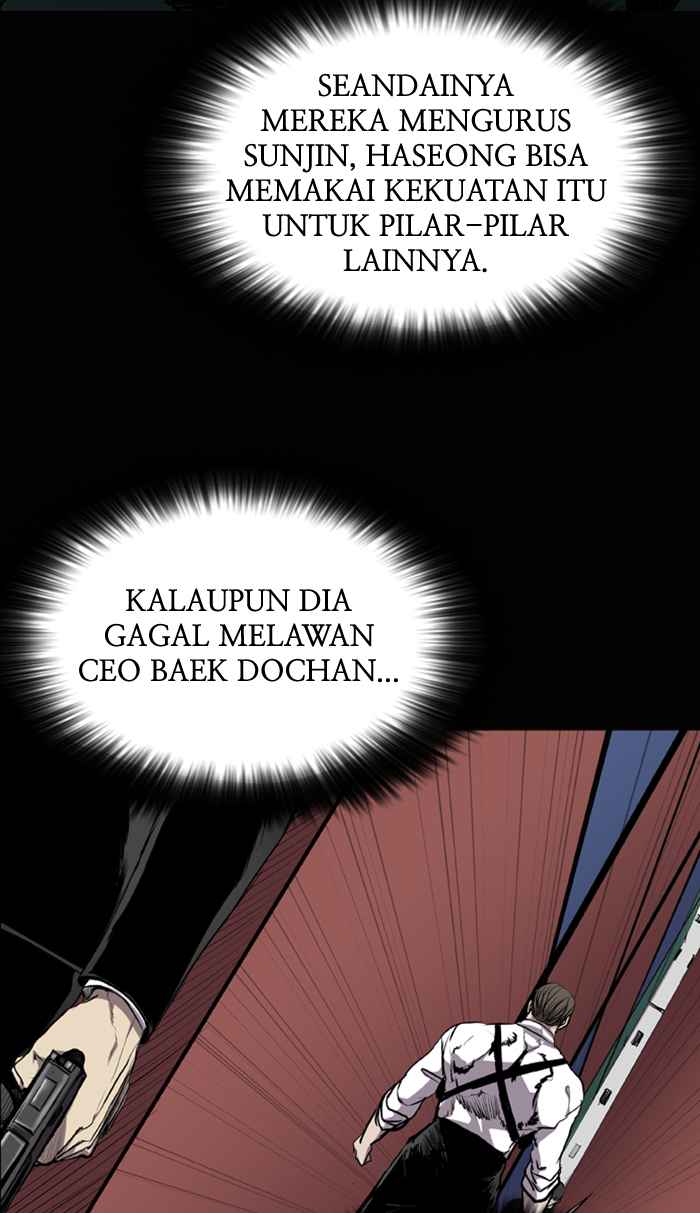 SEANDAINYA
MEREKA MENGURUS
SUNJIN, HASEONG BISA
MEMAKAI KEKUATAN ITU
UNTUK PILAR-PILAR
LAINNYA.
KALAUPUN DIA
GAGAL MELAWAN
CEO BAEK DOCHAN...